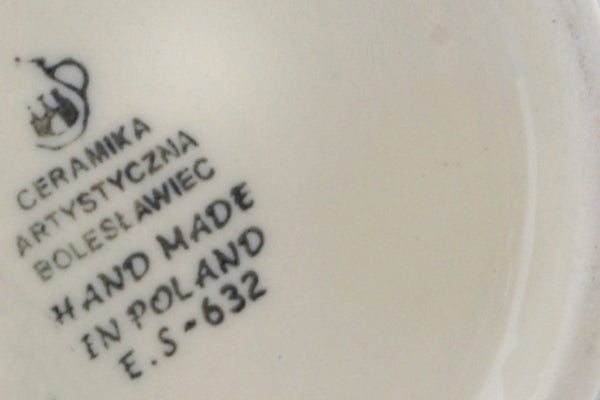 CERAMIKA
ARTYSTYCZNA
BOLESŁAWIEC
HAND MADE
IN POLAND
E.S-632